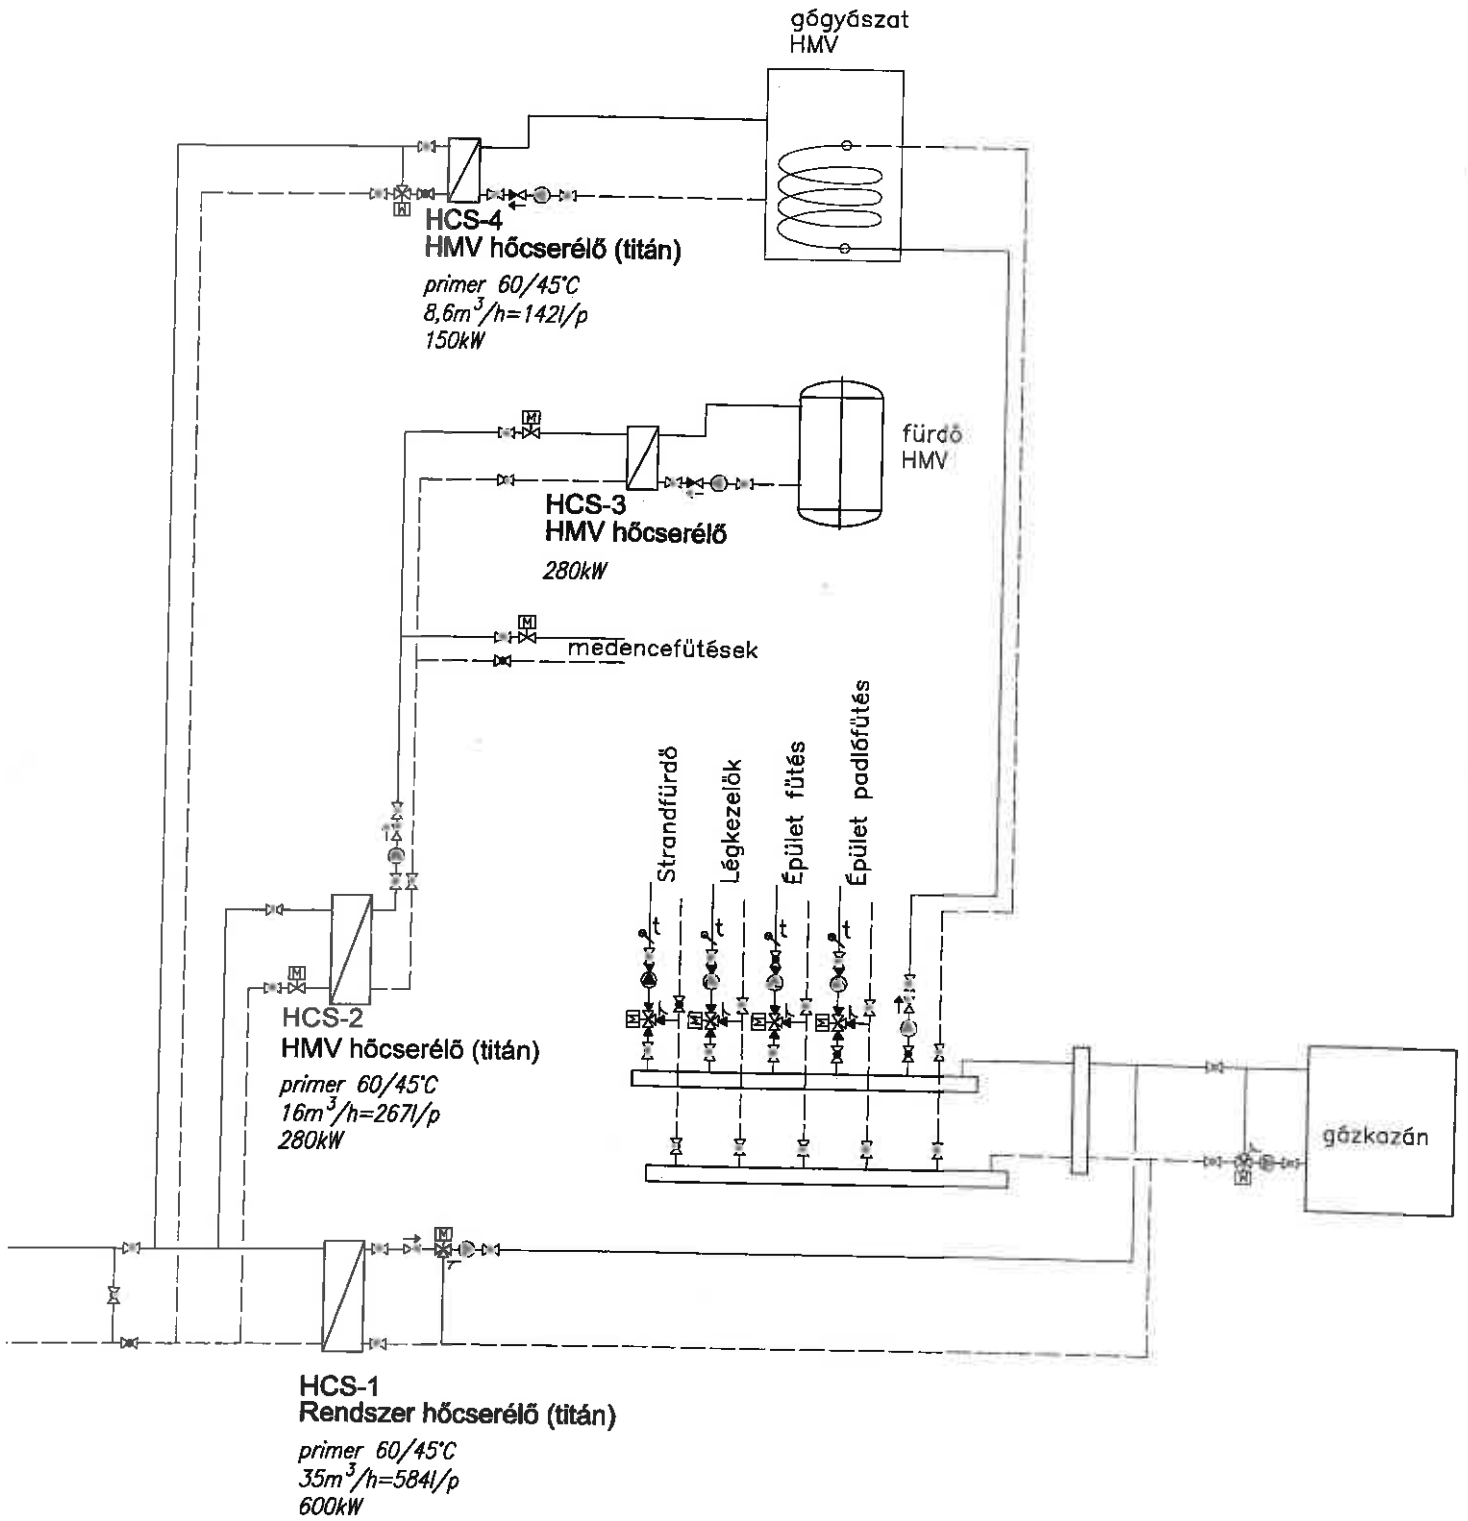 gógyászat
HMV
M
HCS-4
HMV hőcserélő (titán)
primer 60/45°C
8,6m³/h=142l/p
150kW
M
fürdő
HMV
HCS-3
HMV hőcserélő
280kW
M
medencefűtések
Strandfürdő
Légkezelők
Épület fűtés
Épület padlófűtés
t
t
t
t
M
M
M
M
M
HCS-2
HMV hőcserélő (titán)
primer 60/45°C
16m³/h=267l/p
280kW
gázkazán
M
M
HCS-1
Rendszer hőcserélő (titán)
primer 60/45°C
35m³/h=584l/p
600kW